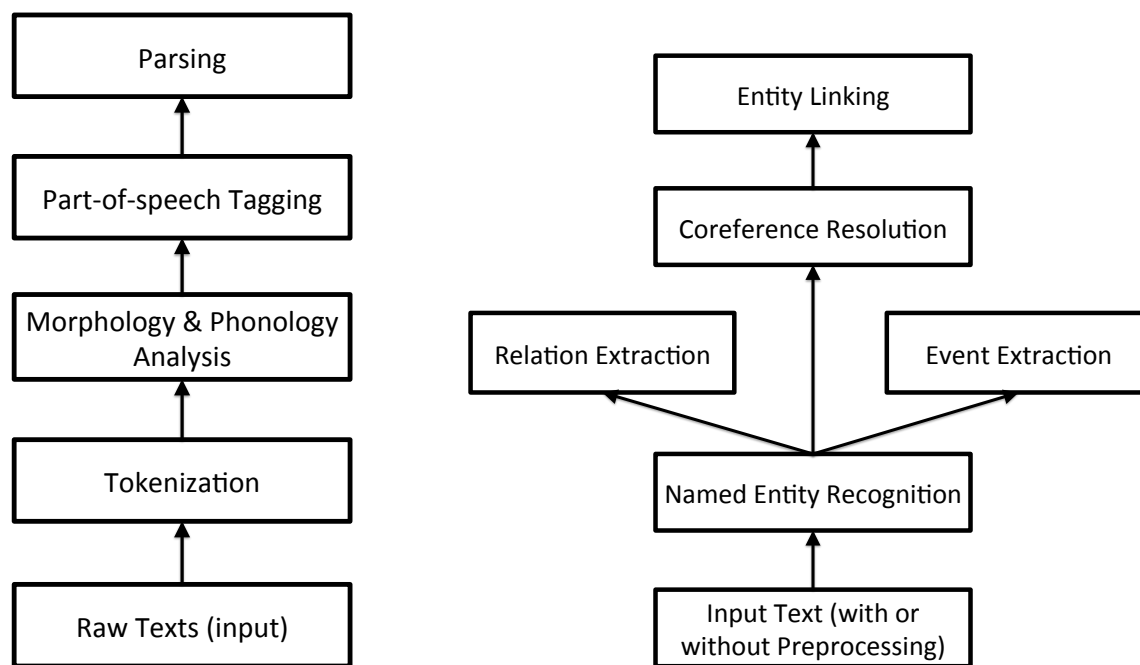 Parsing
Part-of-speech Tagging
Morphology & Phonology
Analysis
Tokenization
Raw Texts (input)
Entity Linking
Coreference Resolution
Relation Extraction
Event Extraction
Named Entity Recognition
Input Text (with or
without Preprocessing)